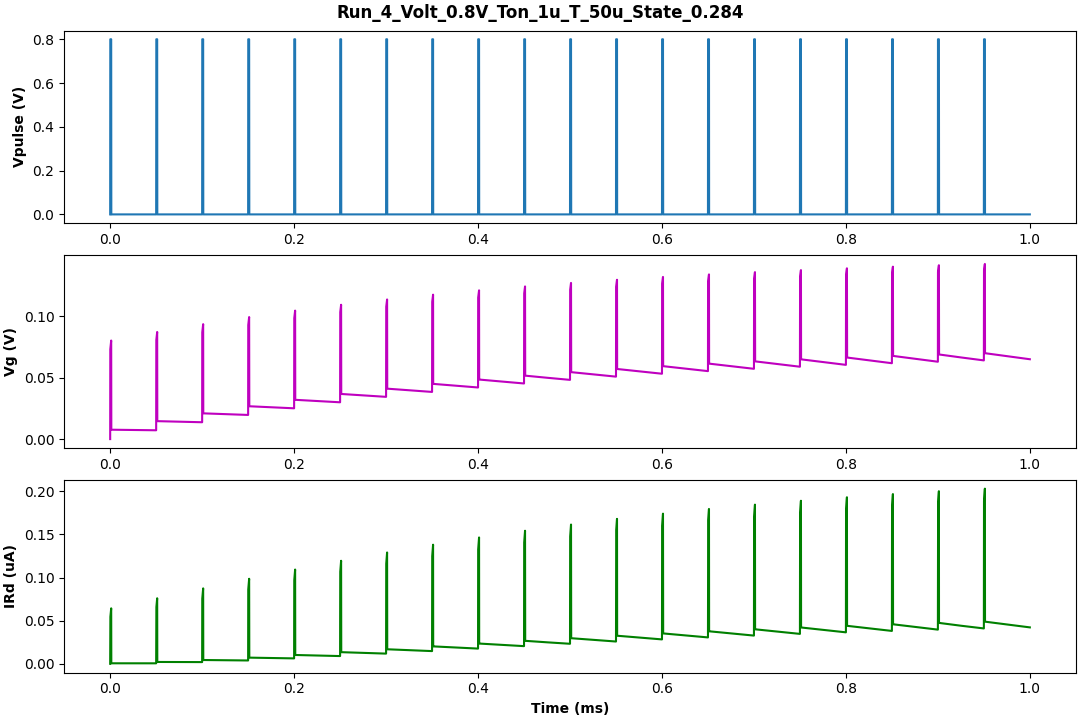 Run_4_Volt_0.8V_Ton_1u_T_50u_State_0.284
Vpulse (V)
0.8
0.6
0.4
0.2
0.0
0.0 0.2 0.4 0.6 0.8 1.0
Vg (V)
0.10
0.05
0.00
0.0 0.2 0.4 0.6 0.8 1.0
IRd (uA)
0.20
0.15
0.10
0.05
0.00
0.0 0.2 0.4 0.6 0.8 1.0
Time (ms)